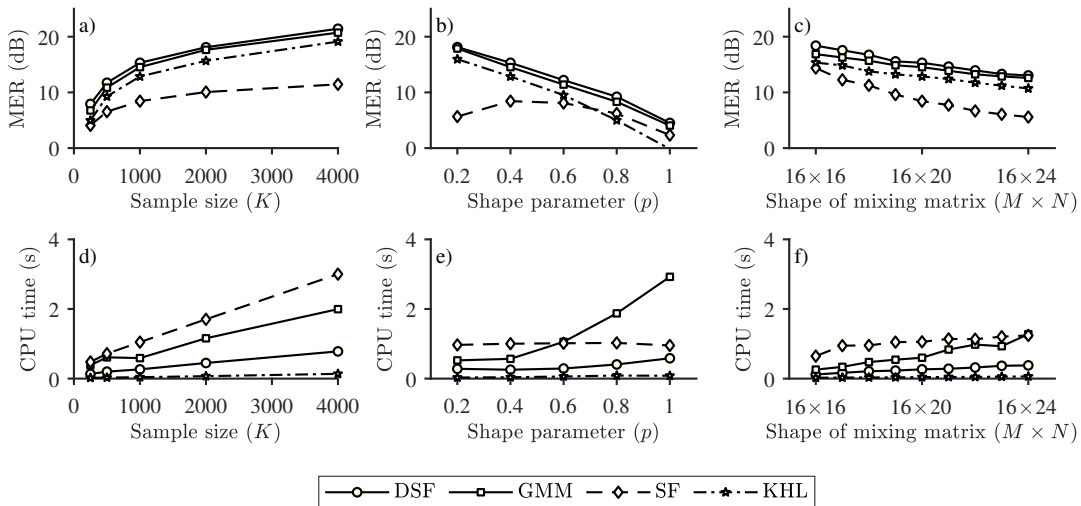 a)
MER (dB)
20
10
0
0 1000 2000 3000 4000
Sample size (K)
b)
MER (dB)
20
10
0
0.2 0.4 0.6 0.8 1
Shape parameter (p)
c)
MER (dB)
20
10
0
16×16 16×20 16×24
Shape of mixing matrix (M × N)
d)
CPU time (s)
4
2
0
0 1000 2000 3000 4000
Sample size (K)
e)
CPU time (s)
4
2
0
0.2 0.4 0.6 0.8 1
Shape parameter (p)
f)
CPU time (s)
4
2
0
16×16 16×20 16×24
Shape of mixing matrix (M × N)
DSF GMM SF KHL